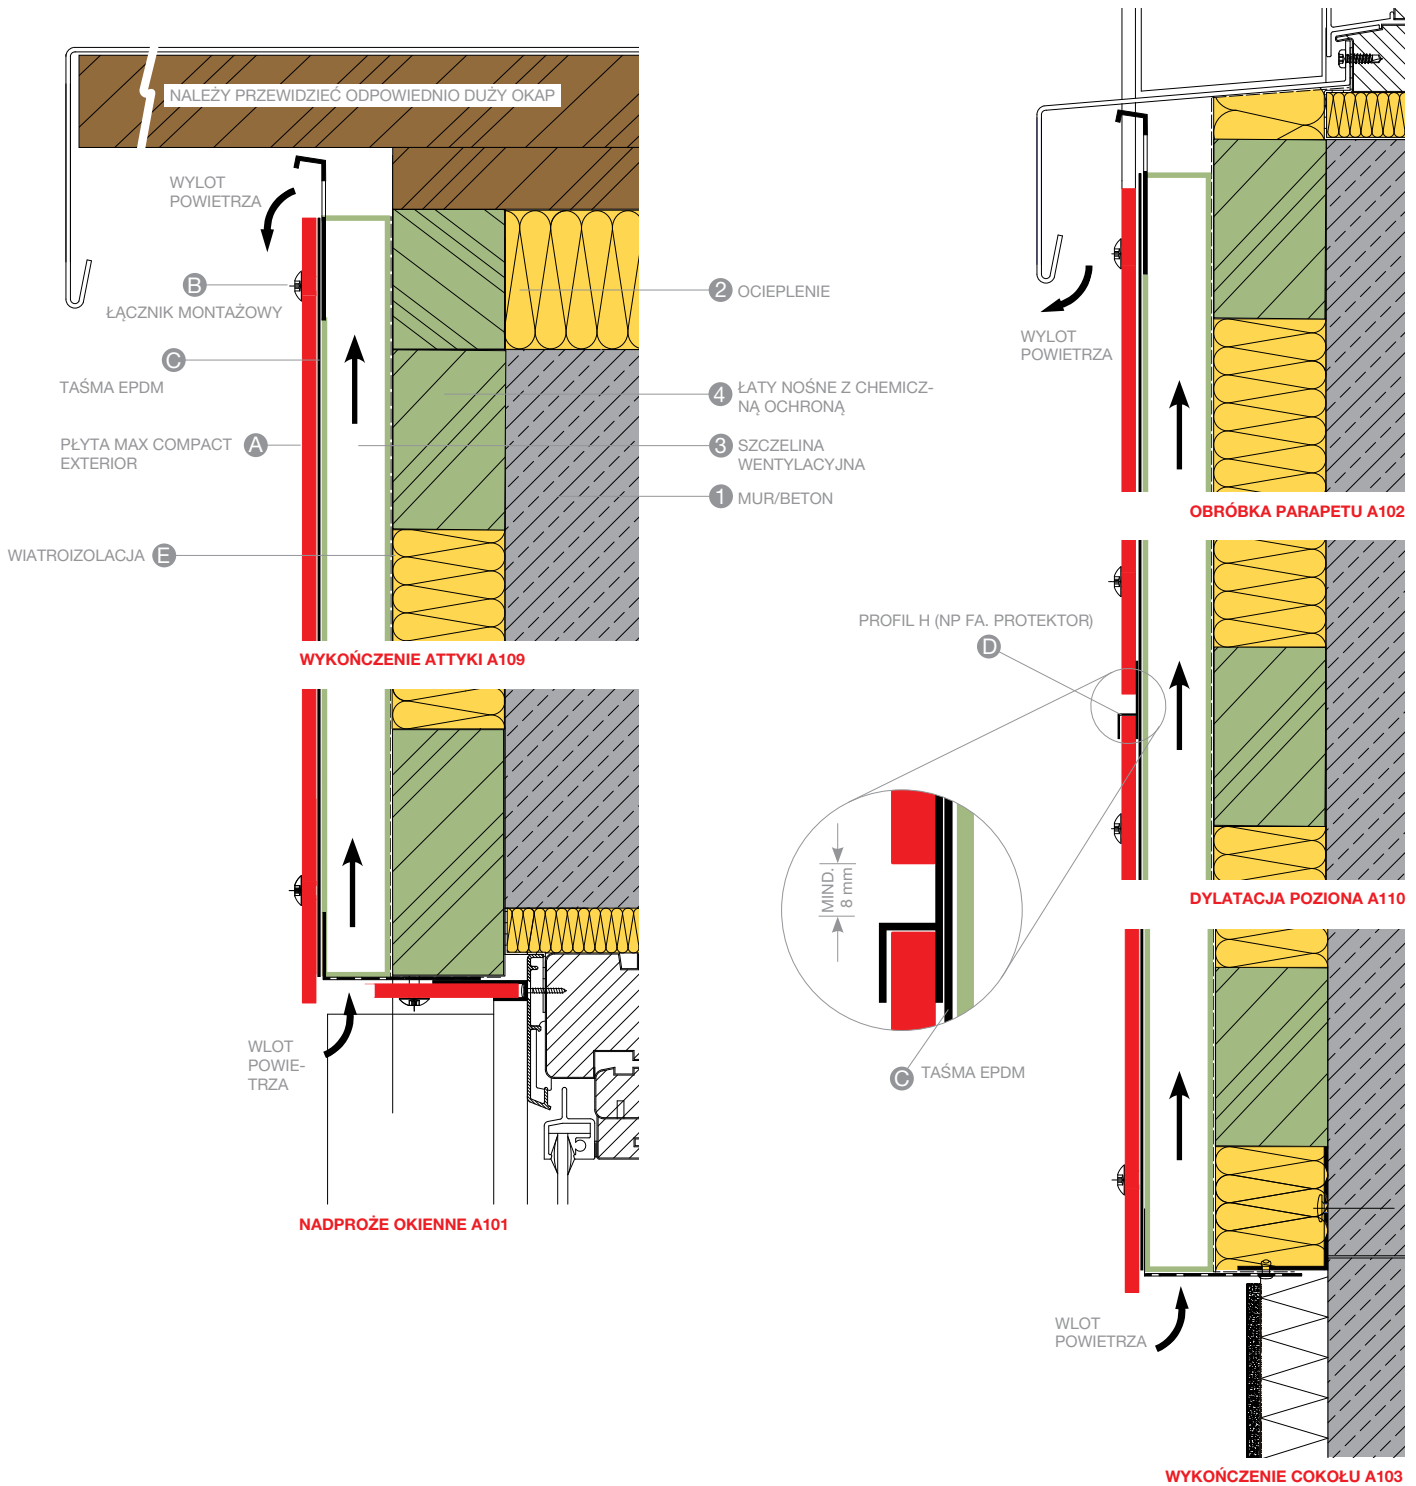 NALEŻY PRZEWIDZIEĆ ODPOWIEDNIO DUŻY OKAP
WYLOT
POWIETRZA
B
ŁĄCZNIK MONTAŻOWY
C
TAŚMA EPDM
PŁYTA MAX COMPACT
EXTERIOR
A
WIATROIZOLACJA E
2 OCIEPLENIE
4 ŁATY NOŚNE Z CHEMICZ-
NĄ OCHRONĄ
3 SZCZELINA
WENTYLACYJNA
1 MUR/BETON
WYKOŃCZENIE ATTYKI A109
WLOT
POWIE-
TRZA
NADPROŻE OKIENNE A101
WYLOT
POWIETRZA
OBRÓBKA PARAPETU A102
PROFIL H (NP FA. PROTEKTOR)
D
MIND.
8 mm
C TAŚMA EPDM
DYLATACJA POZIONA A110
WLOT
POWIETRZA
WYKOŃCZENIE COKOŁU A103